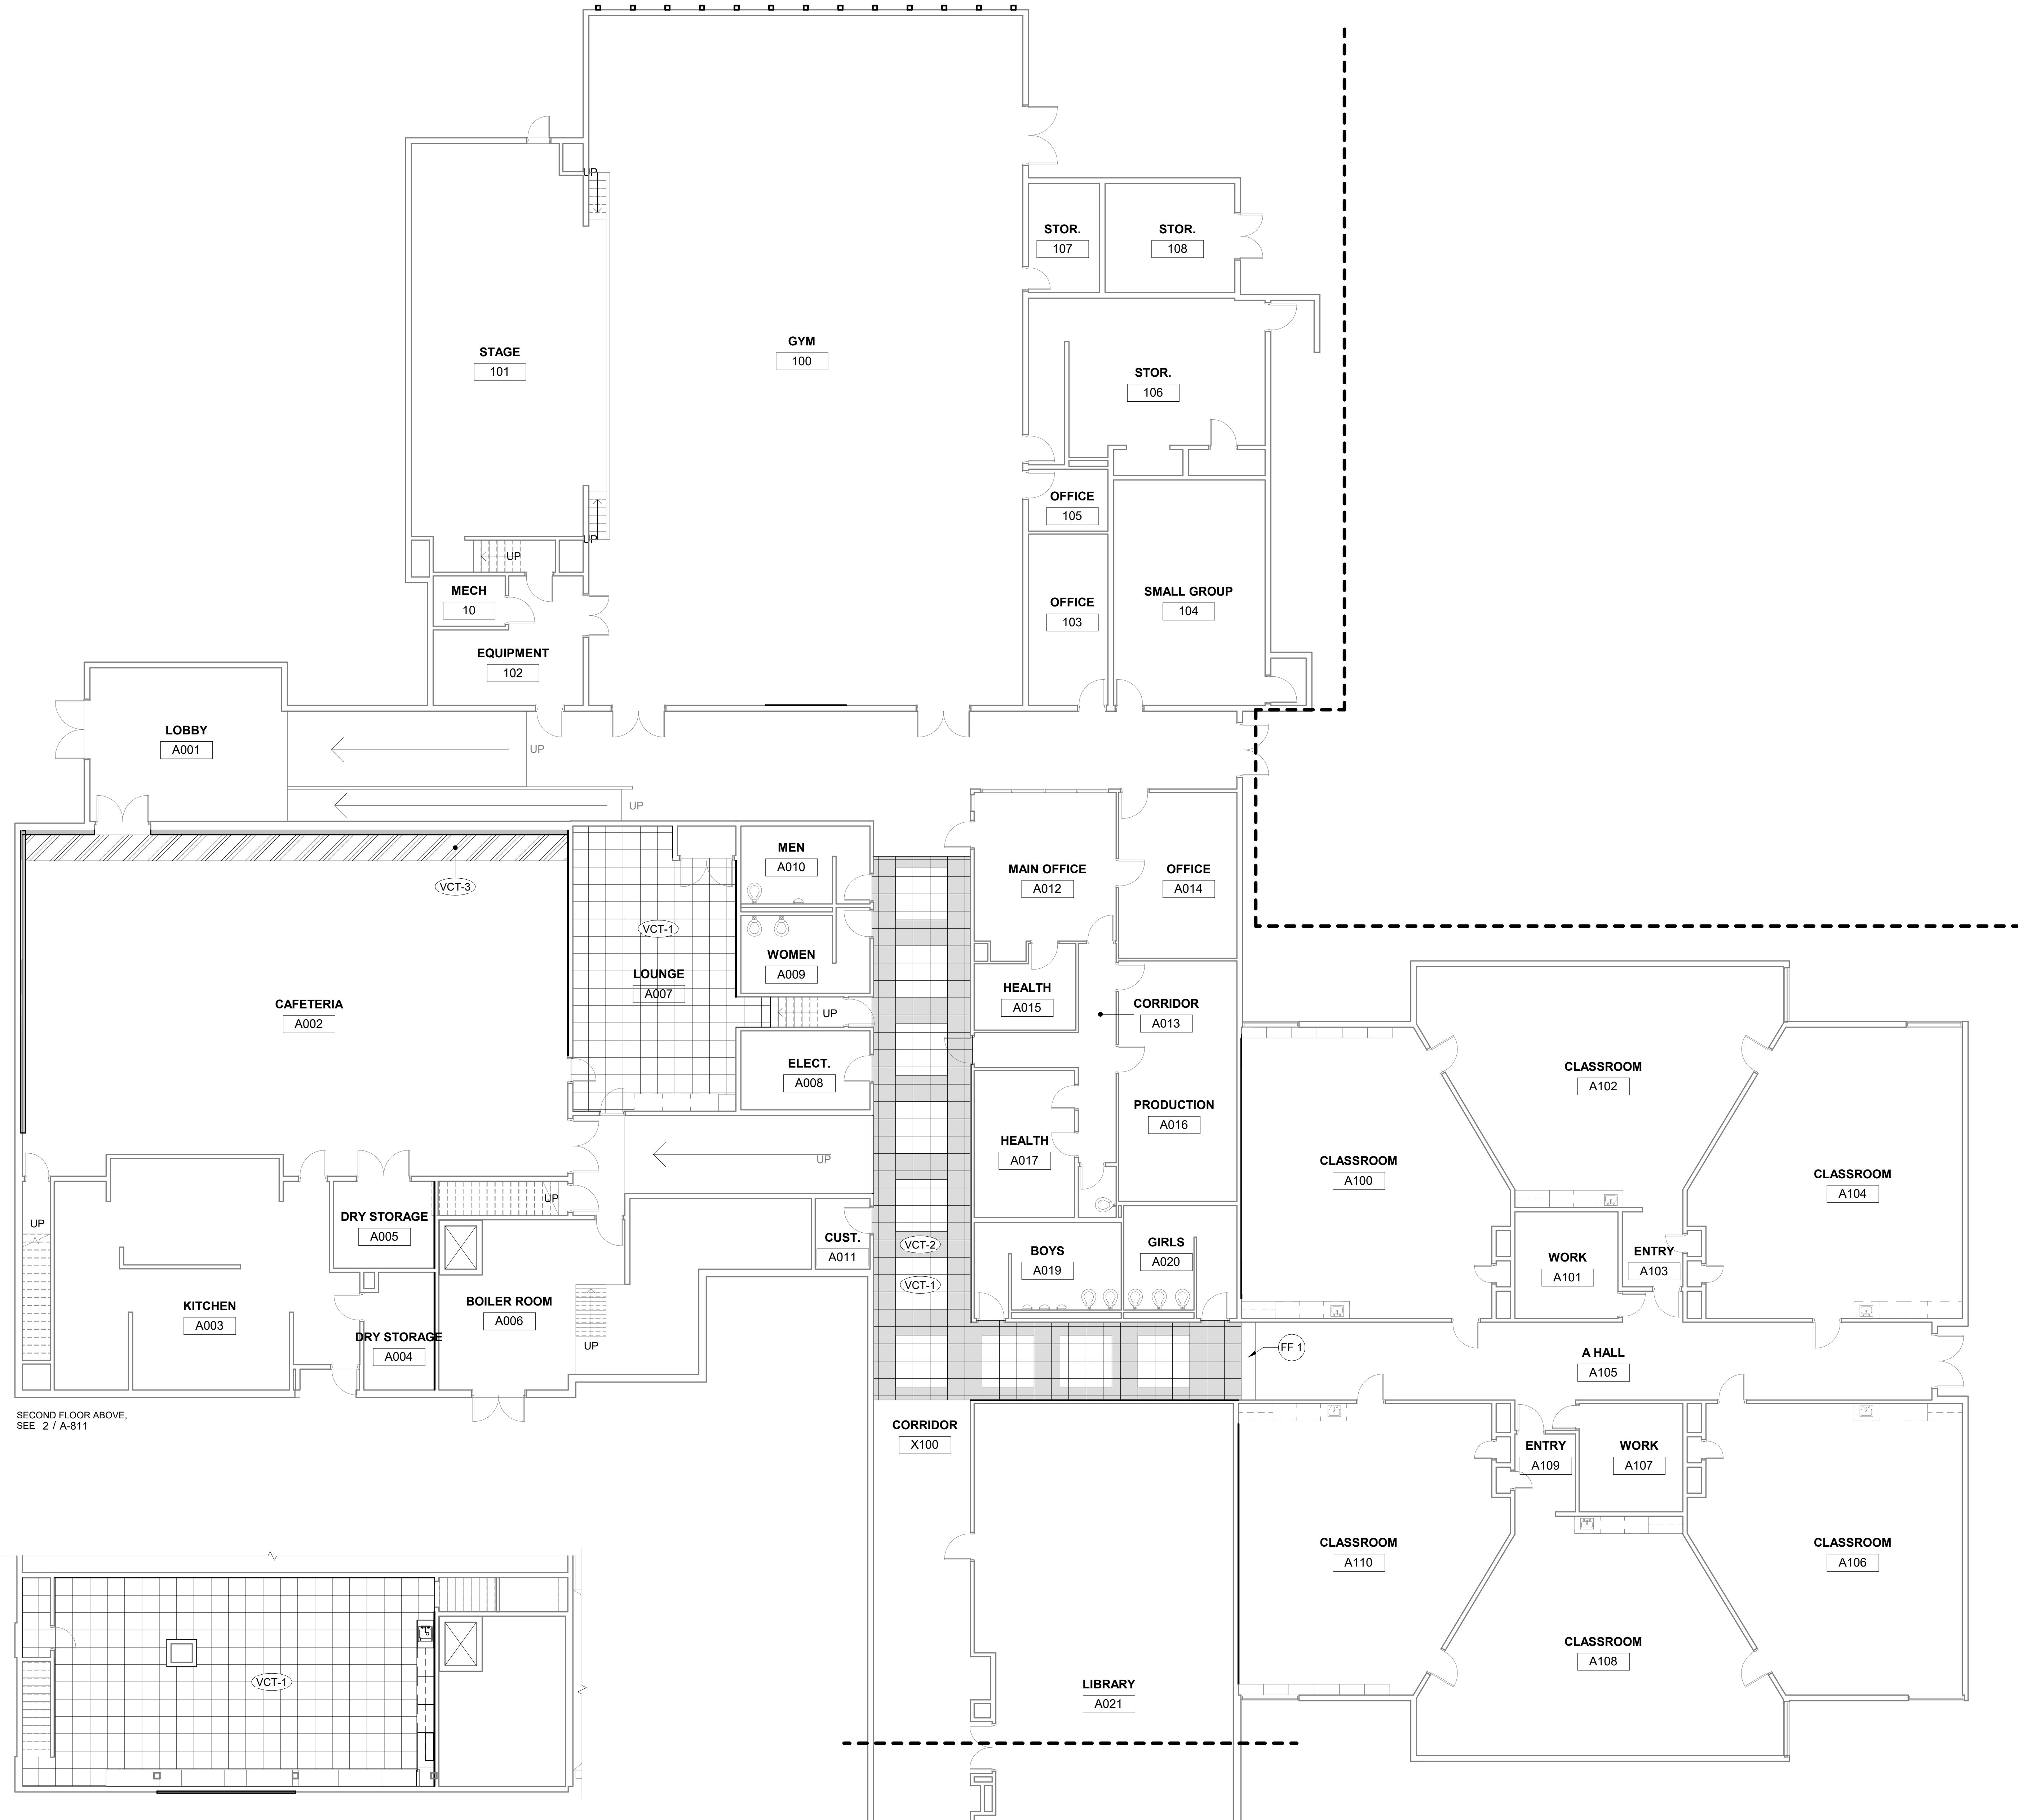 UP
STOR.
107
STOR.
108
STAGE
101
GYM
100
STOR.
106
OFFICE
105
UP
UP
MECH
10
OFFICE
103
SMALL GROUP
104
EQUIPMENT
102
LOBBY
A001
UP
UP
MEN
A010
MAIN OFFICE
A012
OFFICE
A014
VCT-3
VCT-1
WOMEN
A009
LOUNGE
A007
HEALTH
A015
CORRIDOR
A013
CAFETERIA
A002
UP
ELECT.
A008
CLASSROOM
A102
PRODUCTION
A016
HEALTH
A017
UP
CLASSROOM
A100
CLASSROOM
A104
UP
UP
DRY STORAGE
A005
CUST.
A011
VCT-2
BOYS
A019
GIRLS
A020
WORK
A101
ENTRY
A103
VCT-1
KITCHEN
A003
BOILER ROOM
A006
DRY STORAGE
A004
UP
FF 1
A HALL
A105
SECOND FLOOR ABOVE,
SEE 2 / A-811
CORRIDOR
X100
ENTRY
A109
WORK
A107
CLASSROOM
A110
CLASSROOM
A106
CLASSROOM
A108
VCT-1
LIBRARY
A021